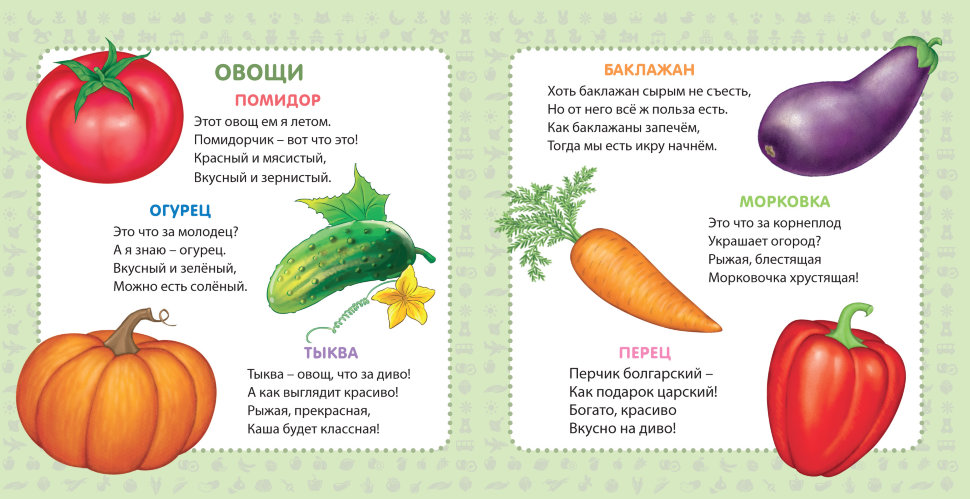 ОВОЩИ
ПОМИДОР
Этот овощ ем я летом.
Помидорчик – вот что это!
Красный и мясистый,
Вкусный и зернистый.
ОГУРЕЦ
Это что за молодец?
А я знаю – огурец.
Вкусный и зелёный,
Можно есть солёный.
ТЫКВА
Тыква – овощ, что за диво!
А как выглядит красиво!
Рыжая, прекрасная,
Каша будет классная!
БАКЛАЖАН
Хоть баклажан сырым не съесть,
Но от него всё ж польза есть.
Как баклажаны запечём,
Тогда мы есть икру начнём.
МОРКОВКА
Это что за корнеплод
Украшает огород?
Рыжая, блестящая
Морковочка хрустящая!
ПЕРЕЦ
Перчик болгарский –
Как подарок царский!
Богато, красиво
Вкусно на диво!